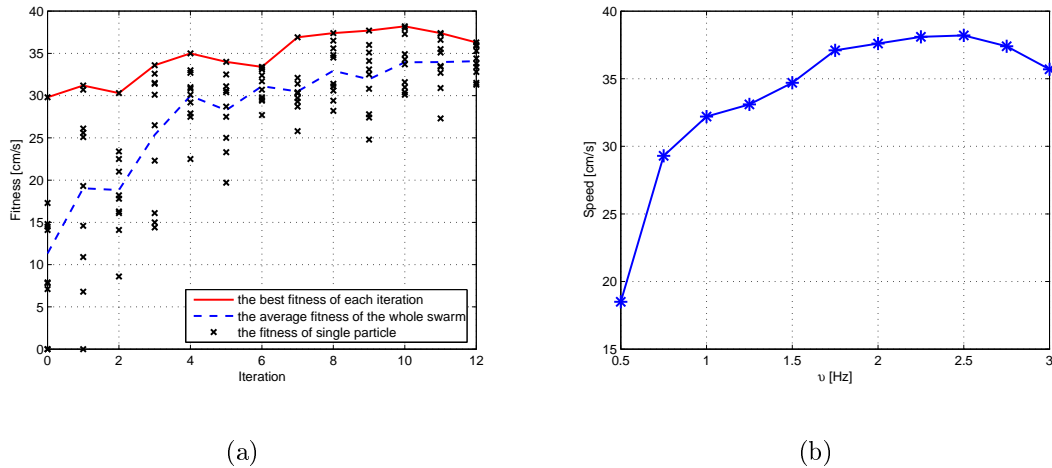 40
35
30
25
20
15
10
5
0
Fitness [cm/s]
0 2 4 6 8 10 12
Iteration
the best fitness of each iteration
the average fitness of the whole swarm
the fitness of single particle
(a)
40
35
30
25
20
15
Speed [cm/s]
0.5 1 1.5 2 2.5 3
υ [Hz]
(b)